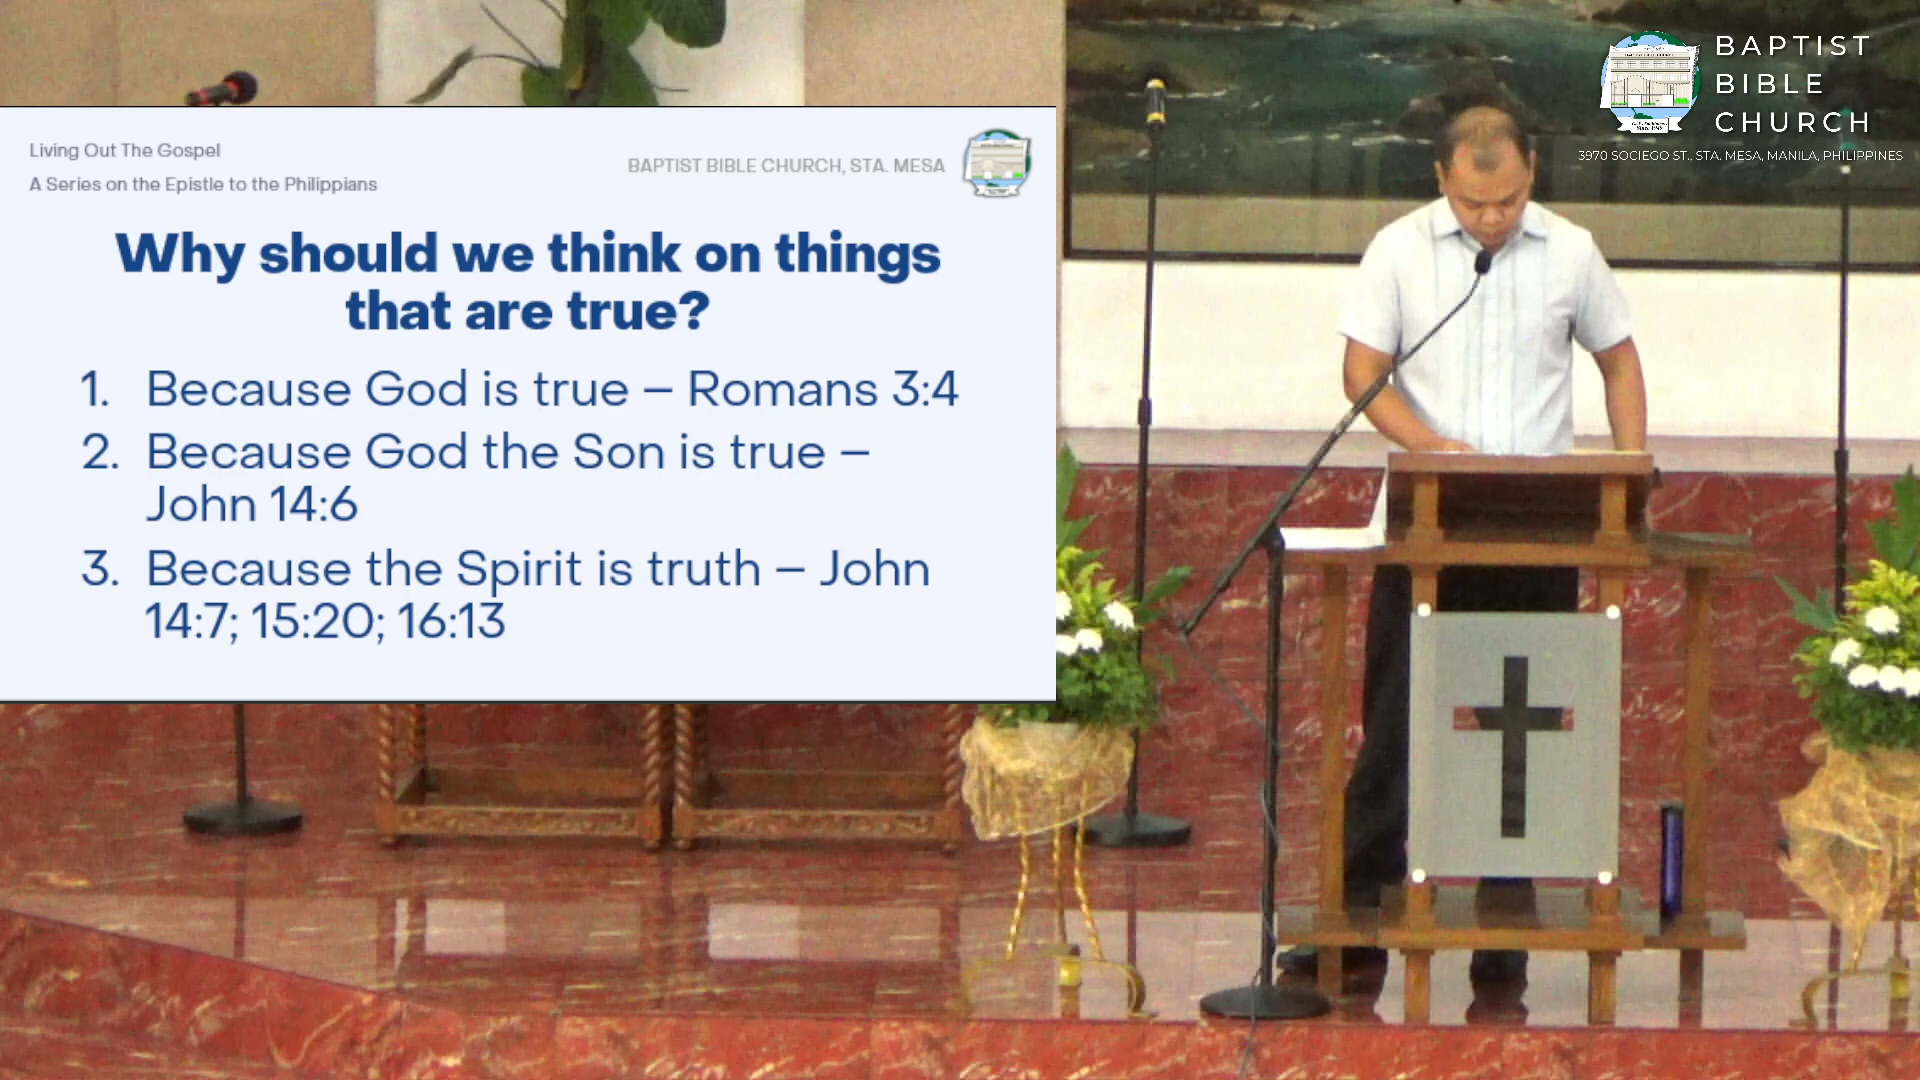 BAPTIST
BIBLE
CHURCH
3970 SOCIEGO ST., STA. MESA, MANILA, PHILIPPINES
Living Out The Gospel
A Series on the Epistle to the Philippians
BAPTIST BIBLE CHURCH, STA. MESA
Why should we think on things
that are true?
1. Because God is true – Romans 3:4
2. Because God the Son is true –
John 14:6
3. Because the Spirit is truth – John
14:7; 15:20; 16:13